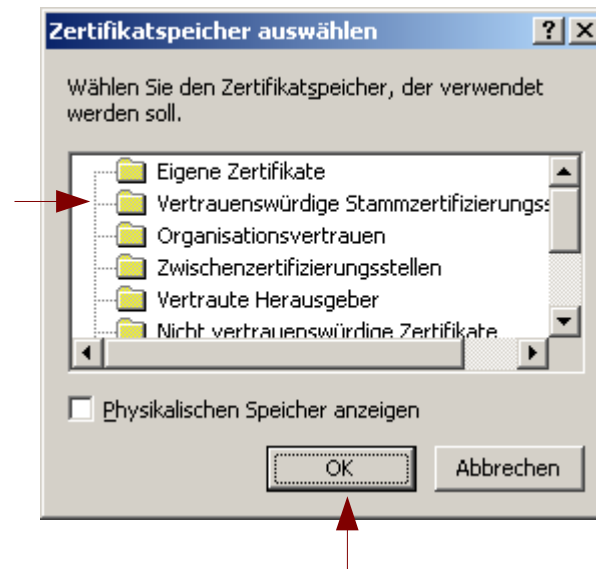 Zertifikatspeicher auswählen
Wählen Sie den Zertifikatspeicher, der verwendet
werden soll.
Eigene Zertifikate
Vertrauenswürdige Stammzertifizierungss
Organisationsvertrauen
Zwischenzertifizierungsstellen
Vertraute Herausgeber
Nicht vertrauenswürdige Zertifikate
Physikalischen Speicher anzeigen
OK Abbrechen